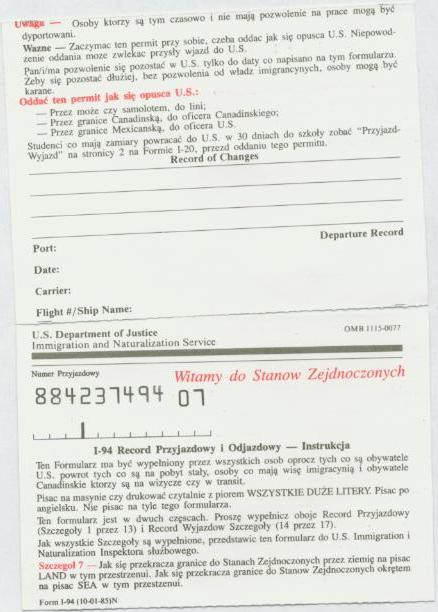 Uwaga — Osoby ktorzy są tym czasowo i nie mają pozwolenie na prace mogą być
dyportowani.
Wazne — Zaczymac ten permit przy sobie, czeba oddac jak się opusca U.S. Niepowod-
zenie oddania moze zwlekac przysły wjazd do U.S.
Pan/i/ma pozwolenie się pozostać w U.S. tylko do daty co napisano na tym formularzu.
Żeby się pozostać dłużej, bez pozwolenia od władz imigrancynych, osoby mogą być
karane.
Oddać ten permit jak się opusca U.S.:
— Przez może czy samolotem, do lini;
— Przez granice Canadinską, do oficera Canadinskiego;
— Przez granice Mexicanską, do oficera U.S.
Studenci co mają zamiary powracać do U.S. w 30 dniach do szkoły zobać “Przyjazd-
Wyjazd” na stronicy 2 na Formie I-20, przezd oddaniu tego permitu.
Record of Changes
Departure Record
Port:
Date:
Carrier:
Flight #/Ship Name:
U.S. Department of Justice
OMB 1115-0077
Immigration and Naturalization Service
Numer Przyjazdowy
Witamy do Stanow Zejdnoczonych
884237494 07
I-94 Record Przyjazdowy i Odjazdowy — Instrukcja
Ten Formularz ma być wypelniony przez wszystkich osob oprocz tych co są obywatele
U.S. powrot tych co są na pobyt stały, osoby co mają wisę imigracynią i obywatele
Canadinskie ktorzy są na wizycze czy w transit.
Pisac na masynie czy drukować czytalnie z piorem WSZYSTKIE DUŻE LITERY. Pisac po
angielsku. Nie pisac na tyle tego formularza.
Ten formularz jest w dwuch częscach. Proszę wypelnić oboje Record Przyjazdowy
(Szczegoły 1 przez 13) i Record Wyjazdow Szczegoły (14 przez 17).
Jak wszystkie Szczegoły są wypełnione, przedstawic ten formularz do U.S. Immigration i
Naturalization Inspektora służbowego.
Szczegoł 7 — Jak się przekracza granice do Stanach Zejdnoczonych przez ziemię na pisac
LAND w tym przestrzenui. Jak się przekracza granice do Stanow Zejdnoczonych okrętem
na pisac SEA w tym przestzenui.
Form I-94 (10-01-85)N